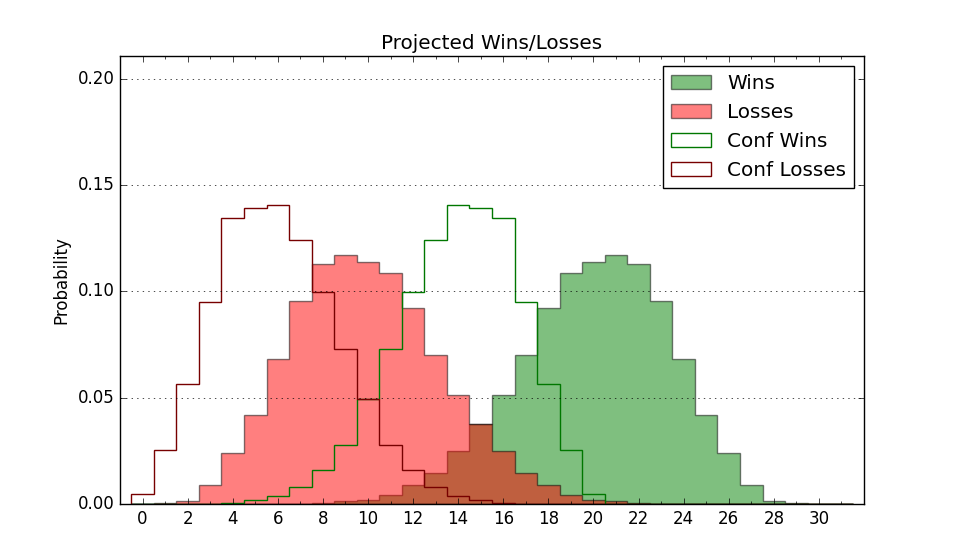 Projected Wins/Losses
0.20
0.15
0.10
0.05
0.00
Probability
Wins
Losses
Conf Wins
Conf Losses
0 2 4 6 8 10 12 14 16 18 20 22 24 26 28 30